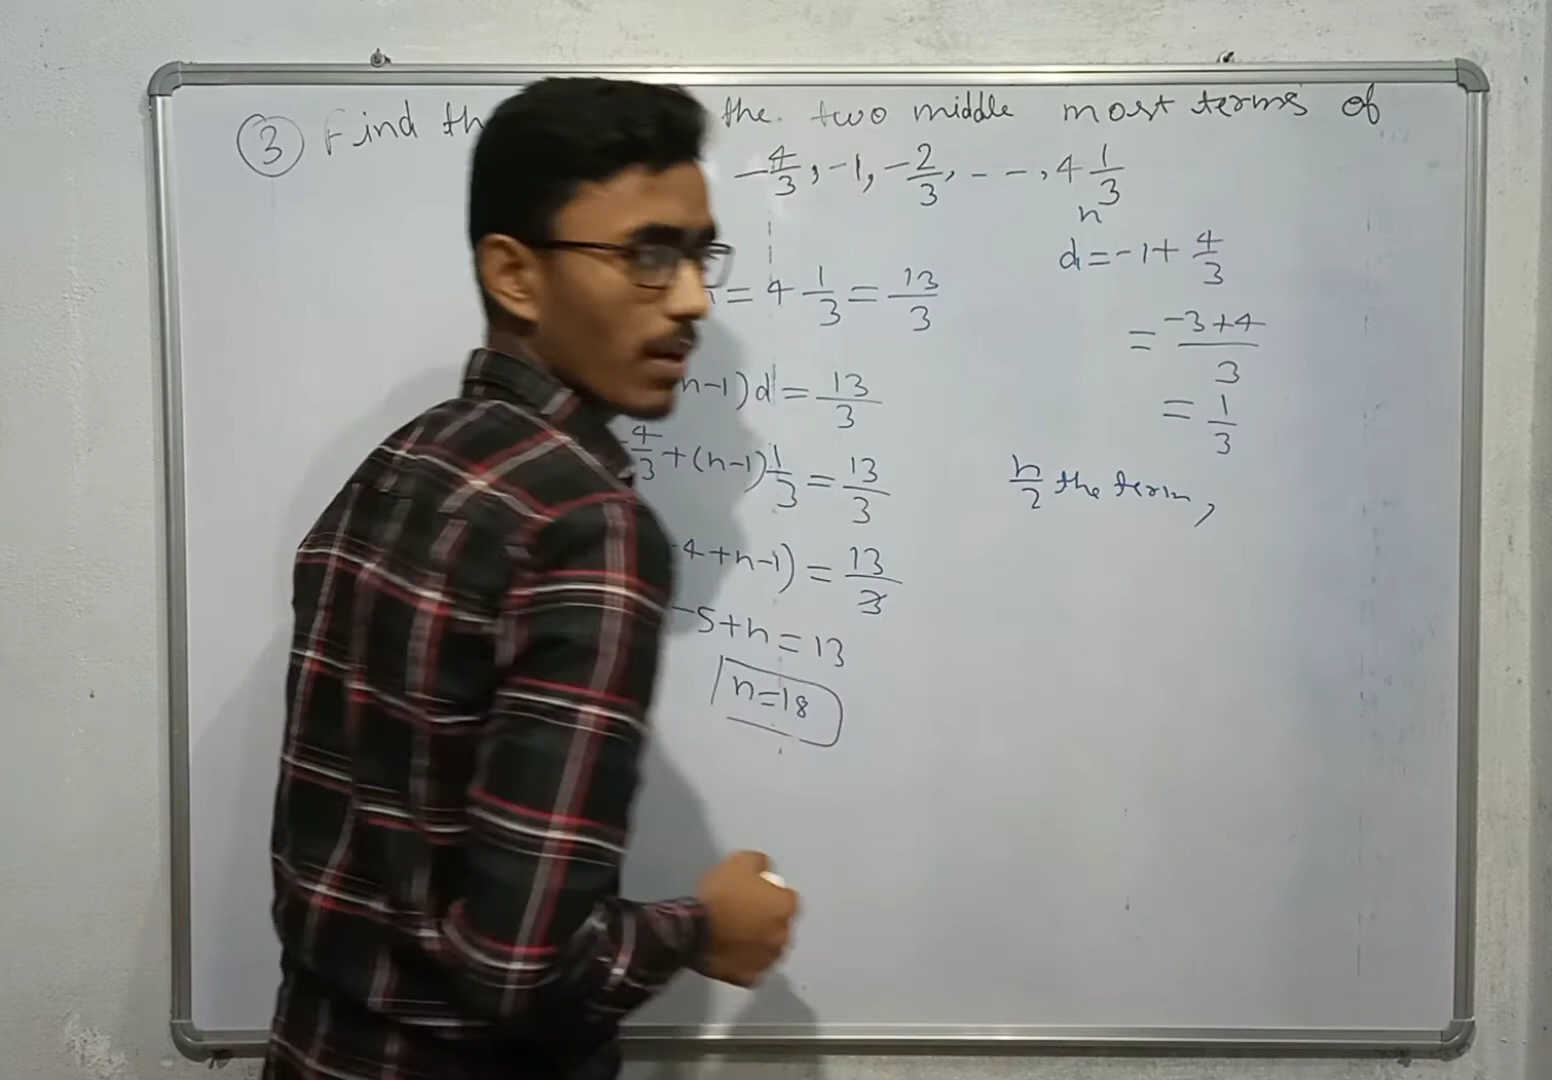 ③ Find th the two middle most terms of
-4/3, -1, -2/3, - - -, 4 1/3
n
= 4 1/3 = 13/3
n-1)d = 13/3
4/3 + (n-1) 1/3 = 13/3
4+n-1) = 13/3
-5+n = 13
n=18
d = -1 + 4/3
= -3+4/3
= 1/3
n/2 the term,